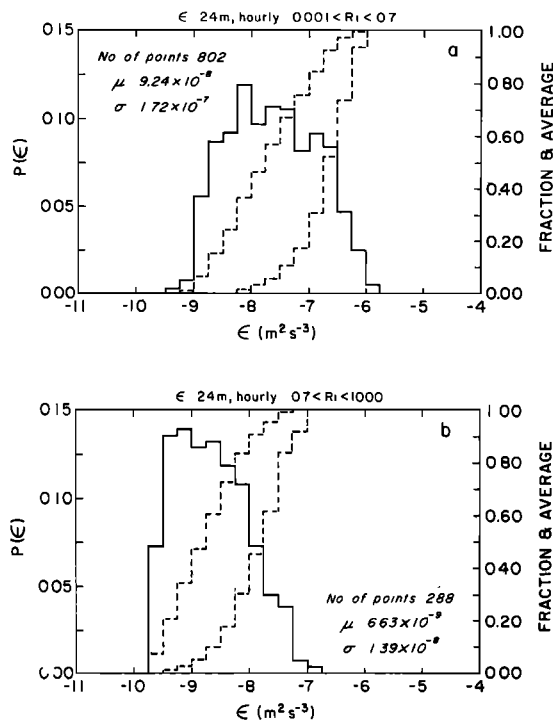 ϵ 24m, hourly 0001 < Ri < 07
a
No of points 802
μ 9.24×10⁻⁸
σ 1.72×10⁻⁷
P(ϵ)
0.15
0.10
0.05
0.00
1.00
0.80
0.60
0.40
0.20
0.00
FRACTION & AVERAGE
-11 -10 -9 -8 -7 -6 -5 -4
ϵ (m² s⁻³)
ϵ 24m, hourly 07 < Ri < 1000
b
P(ϵ)
0.15
0.10
0.05
0.00
1.00
0.80
0.60
0.40
0.20
0.00
FRACTION & AVERAGE
No of points 288
μ 6.63×10⁻⁹
σ 1.39×10⁻⁸
-11 -10 -9 -8 -7 -6 -5 -4
ϵ (m² s⁻³)